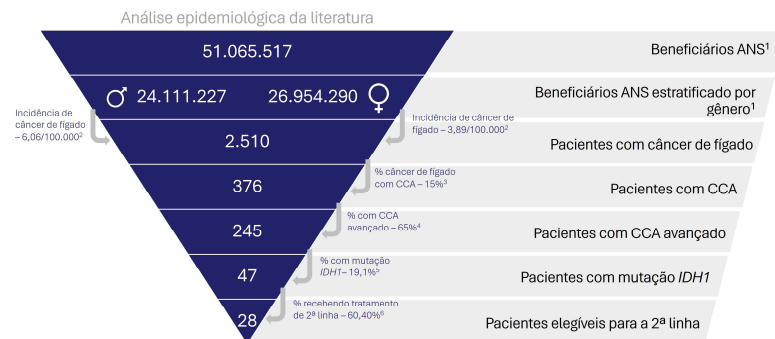 Análise epidemiológica da literatura
51.065.517
Beneficiários ANS¹
♂ 24.111.227 26.954.290 ♀
Beneficiários ANS estratificado por
gênero¹
Incidência de
câncer de fígado
– 6,06/100.000²
Incidência de câncer de
fígado – 3,89/100.000²
2.510
Pacientes com câncer de fígado
% câncer de fígado
com CCA – 15%³
376
Pacientes com CCA
% com CCA
avançado – 65%⁴
245
Pacientes com CCA avançado
% com mutação
IDH1– 19,1%⁵
47
Pacientes com mutação IDH1
% recebendo tratamento
de 2ª linha – 60,40%⁶
28
Pacientes elegíveis para a 2ª linha